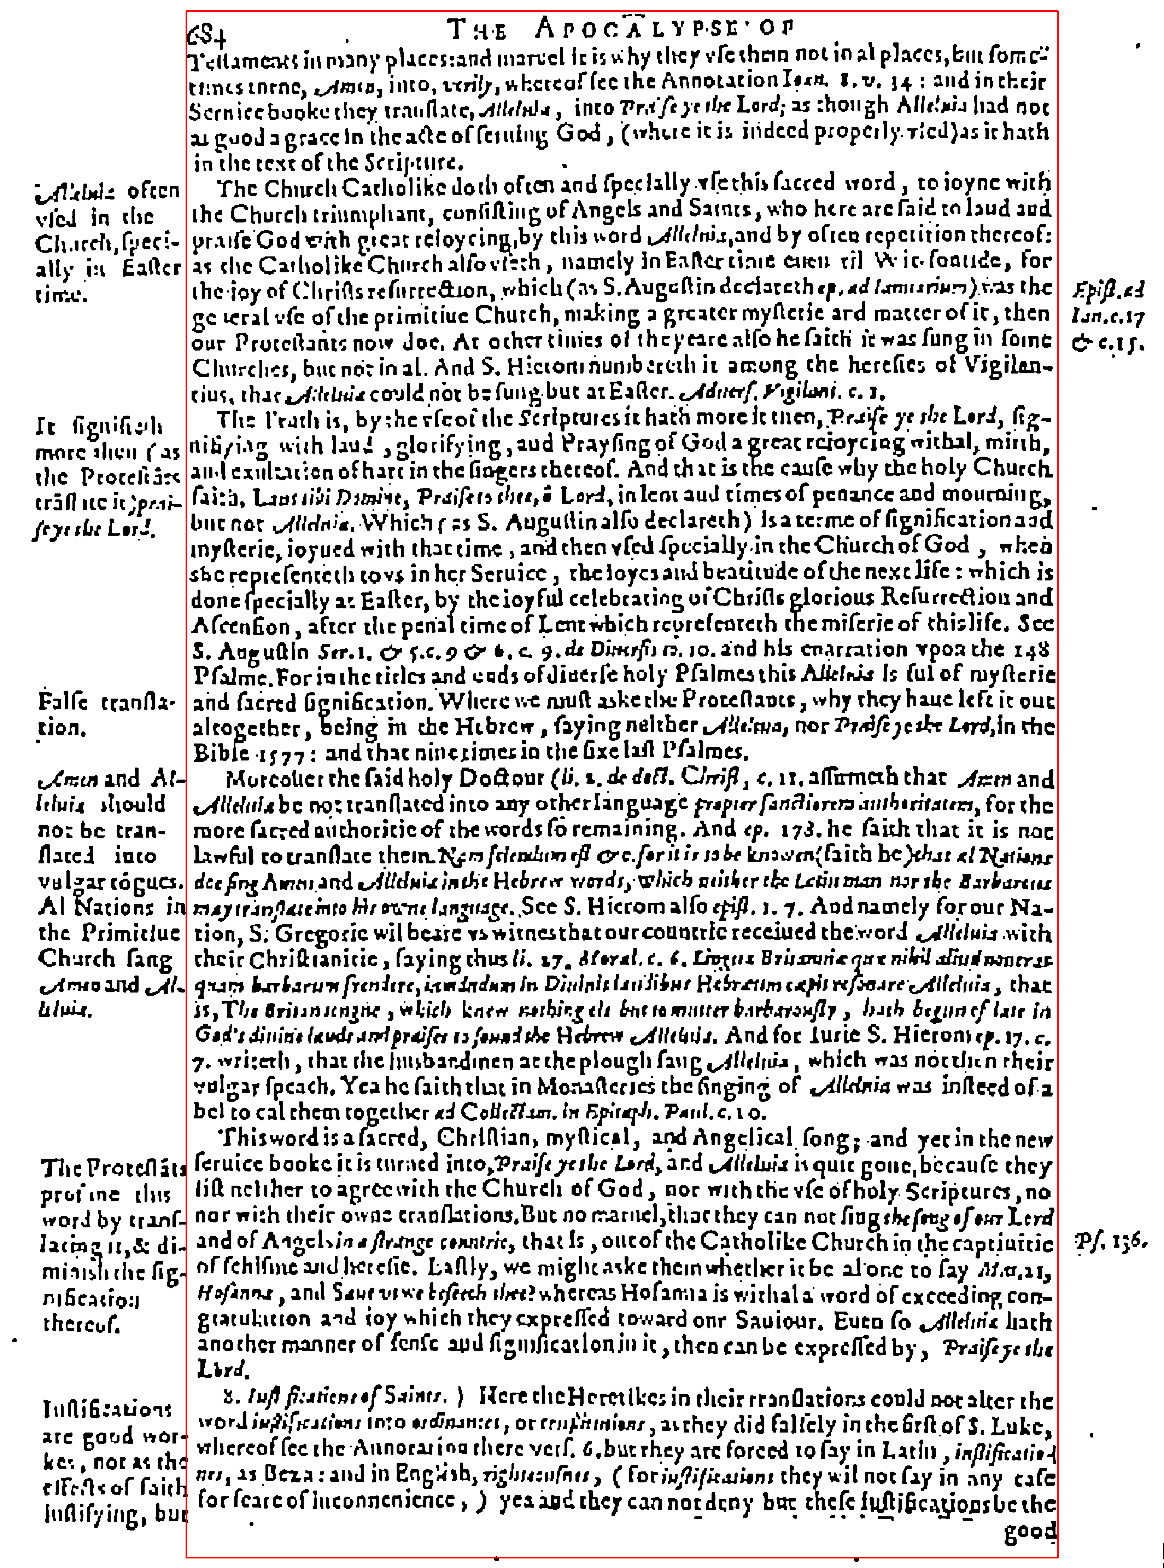 684
THE APOCALYPSE OF
Testament in many places: and maruel it is why they vse them not in al places, but some-
times turne, Amen, into, verily, whereof see the Annotation Ioan. 8. v. 34: and in their
Seruice booke they translate, Alleluia, into Praise ye the Lord; as though Alleluia had not
as good a grace in the acte of seruing God, (where it is indeed properly vsed) as it hath
in the text of the Scripture.
The Church Catholike doth often and specially vse this sacred word, to ioyne with
the Church triumphant, consisting of Angels and Saints, who here are said to laud and
praise God with great reioycing, by this word Alleluia, and by often repetition thereof:
as the Catholike Church also vseth, namely in Easter time euen til Whitsontide, for
the ioy of Christs resurrection, which (as S. Augustin declareth ep. ad Ianuarium) was the
general vse of the primitiue Church, making a greater mysterie and matter of it, then
our Protestants now doe. At other times of the yeare also he saith it was sung in some
Churches, but not in al. And S. Hierom numbereth it among the heresies of Vigilan-
tius, that Alleluia could not be sung but at Easter. Aduers. Vigilant. c. 1.
The Truth is, by the vse of the Scriptures it hath more it then, Praise ye the Lord, sig-
nifying with laud, glorifying, and Praysing of God a great reioycing withal, mirth,
and exultation of hart in the singers thereof. And that is the cause why the holy Church
saith, Laus tibi Domine, Praise to thee, ô Lord, in lent and times of penance and mourning,
but not Alleluia. Which (as S. Augustin also declareth) is a terme of signification and
mysterie, ioyned with that time, and then vsed specially in the Church of God, when
she representeth to vs in her Seruice, the ioyes and beatitude of the next life: which is
done specially at Easter, by the ioyful celebrating of Christs glorious Resurrection and
Ascension, after the penal time of Lent which representeth the miserie of this life. See
S. Augustin Ser. 1. & 5. c. 9 & 6. c. 9. de Diuersis to. 10. and his enarration vpon the 148
Psalme. For in the titles and ends of diuerse holy Psalmes this Alleluia is ful of mysterie
and sacred signification. Where we must aske the Protestants, why they haue left it out
altogether, being in the Hebrew, saying neither Alleluia, nor Praise ye the Lord, in the
Bible 1577: and that nine times in the sixe last Psalmes.
Moreouer the said holy Doctour (li. 2. de doct. Christ. c. 11. affirmeth that Amen and
Alleluia be not translated into any other language propter sanctiorem authoritatem, for the
more sacred authoritie of the words so remaining. And ep. 178. he saith that it is not
lawful to translate them. Nam sciendum est &c. for it is to be knowen (saith he) that al Nations
doe sing Amen and Alleluia in the Hebrew words, which neither the Latin man nor the Barbarous
may translate into his owne language. See S. Hierom also epist. 1. 7. And namely for our Na-
tion, S. Gregorie wil beare vs witnes that our countrie receiued the word Alleluia with
their Christianitie, saying thus li. 27. Moral. c. 6. Lingua Britanniæ quæ nihil aliud nouerat
quam barbarum frendere, iamdudum in Diuinis laudibus Hebræum cœpit resonare Alleluia, that
is, The Britan tongue, which knew nothing els but to mutter barbarously, hath begun of late in
God's diuine lauds and praises to sound the Hebrew Alleluia. And for Iurie S. Hierom ep. 17. c.
7. writeth, that the husbandmen at the plough sang Alleluia, which was not then their
vulgar speach. Yea he saith that in Monasteries the singing of Alleluia was insteed of a
bel to cal them together ad Collectam. in Epitaph. Paul. c. 10.
This word is a sacred, Christian, mystical, and Angelical song; and yet in the new
seruice booke it is turned into, Praise ye the Lord, and Alleluia is quit gone, because they
list neither to agree with the Church of God, nor with the vse of holy Scriptures, no
nor with their owne translations. But no maruel, that they can not sing the song of our Lord
and of Angels in a strange countrie, that is, out of the Catholike Church in the captiuitie
of schisme and heresie. Lastly, we might aske them whether it be al one to say Mat. 21,
Hosanna, and Saue vs we beseech thee? whereas Hosanna is withal a word of exceeding con-
gratulation and ioy which they expressed toward our Sauiour. Euen so Alleluia hath
another manner of sense and signification in it, then can be expressed by, Praise ye the
Lord.
8. Iustifications of Saints.) Here the Heretikes in their translations could not alter the
word iustifications into ordinances, or constitutions, as they did falsely in the first of S. Luke,
whereof see the Annotation there vers. 6. but they are forced to say in Latin, iustificatio-
nes, as Beza: and in English, righteousnes, (for iustifications they wil not say in any case
for feare of inconuenience,) yea and they can not deny but these Iustifications be the
good
Alleluia often
vsed in the
Church, speci-
ally in Easter
time.
It signifieth
more then (as
the Protestāts
trāslate it) prai-
se ye the Lord.
False transla-
tion.
Amen and Al-
leluia should
not be tran-
slated into
vulgar tōgues.
Al Nations in
the Primitiue
Church sang
Amen and Al-
leluia.
The Protestāts
profane this
word by trans-
lating it, & di-
minish the sig-
nification
thereof.
Iustifications
are good wor-
kes, not as the
effects of faith
Iustifying, but
Epist. ad
Ian. c. 17
& c. 15.
Ps. 136.